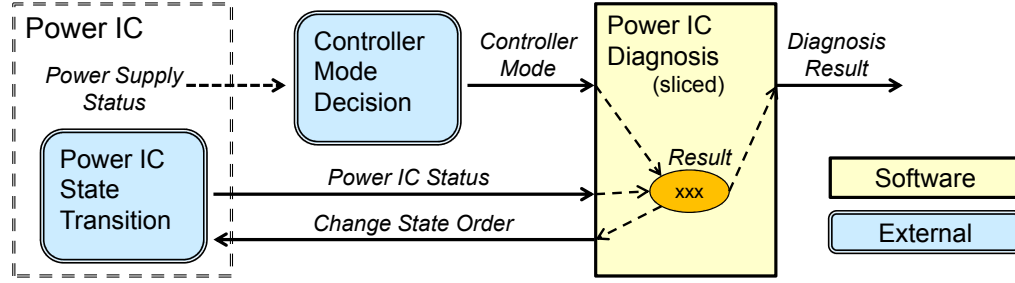 Power IC
Power Supply
Status
Power IC
State
Transition
Controller
Mode
Decision
Controller
Mode
Power IC Status
Change State Order
Power IC
Diagnosis
(sliced)
Result
xxx
Diagnosis
Result
Software
External